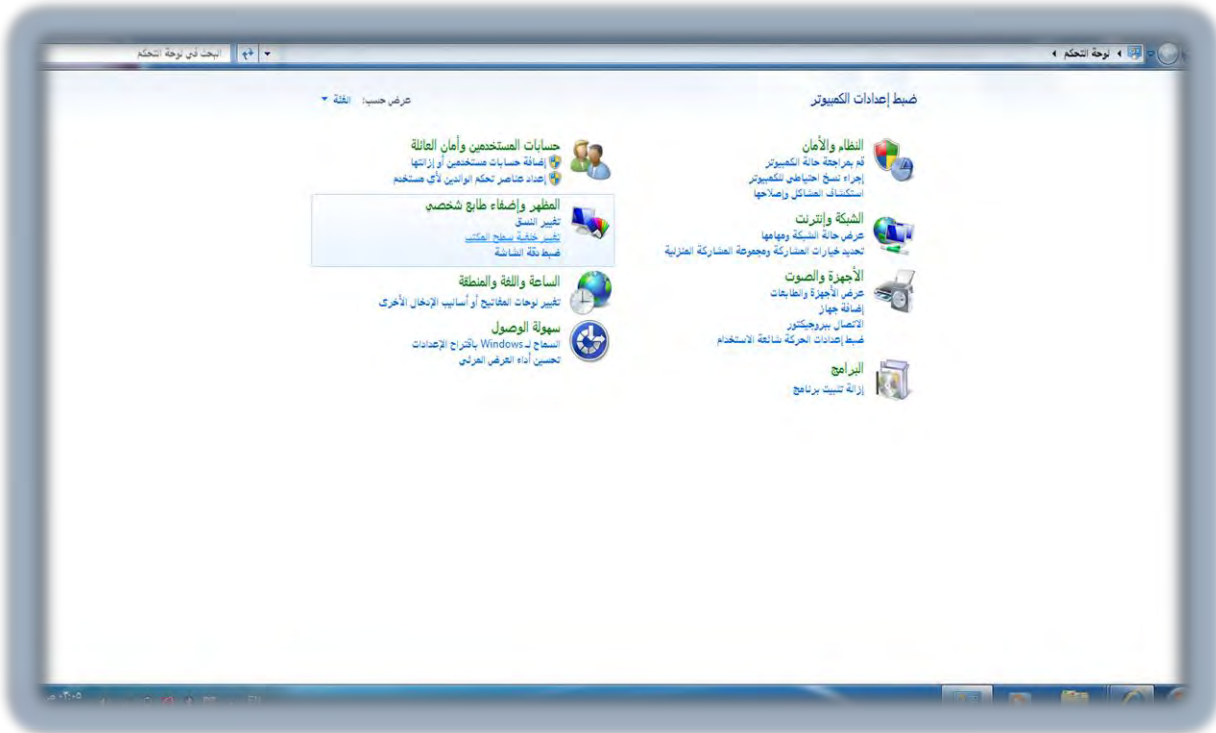 لوحة التحكم
البحث في لوحة التحكم
ضبط إعدادات الكمبيوتر
عرض حسب: الفئة
النظام والأمان
قم بمراجعة حالة الكمبيوتر
إجراء نسخ احتياطي للكمبيوتر
استكشاف المشاكل وإصلاحها
الشبكة وإنترنت
عرض حالة الشبكة ومهامها
تحديد خيارات المشاركة ومجموعة المشاركة المنزلية
الأجهزة والصوت
عرض الأجهزة والطابعات
إضافة جهاز
الاتصال ببروجيكتور
ضبط إعدادات الحركة شائعة الاستخدام
البرامج
إزالة تثبيت برنامج
حسابات المستخدمين وأمان العائلة
إضافة حسابات مستخدمين أو إزالتها
إعداد عناصر تحكم الوالدين لأي مستخدم
المظهر وإضفاء طابع شخصي
تغيير النسق
تغيير خلفية سطح المكتب
ضبط دقة الشاشة
الساعة واللغة والمنطقة
تغيير لوحات المفاتيح أو أساليب الإدخال الأخرى
سهولة الوصول
السماح لـ Windows باقتراح الإعدادات
تحسين أداء العرض المرئي
EN